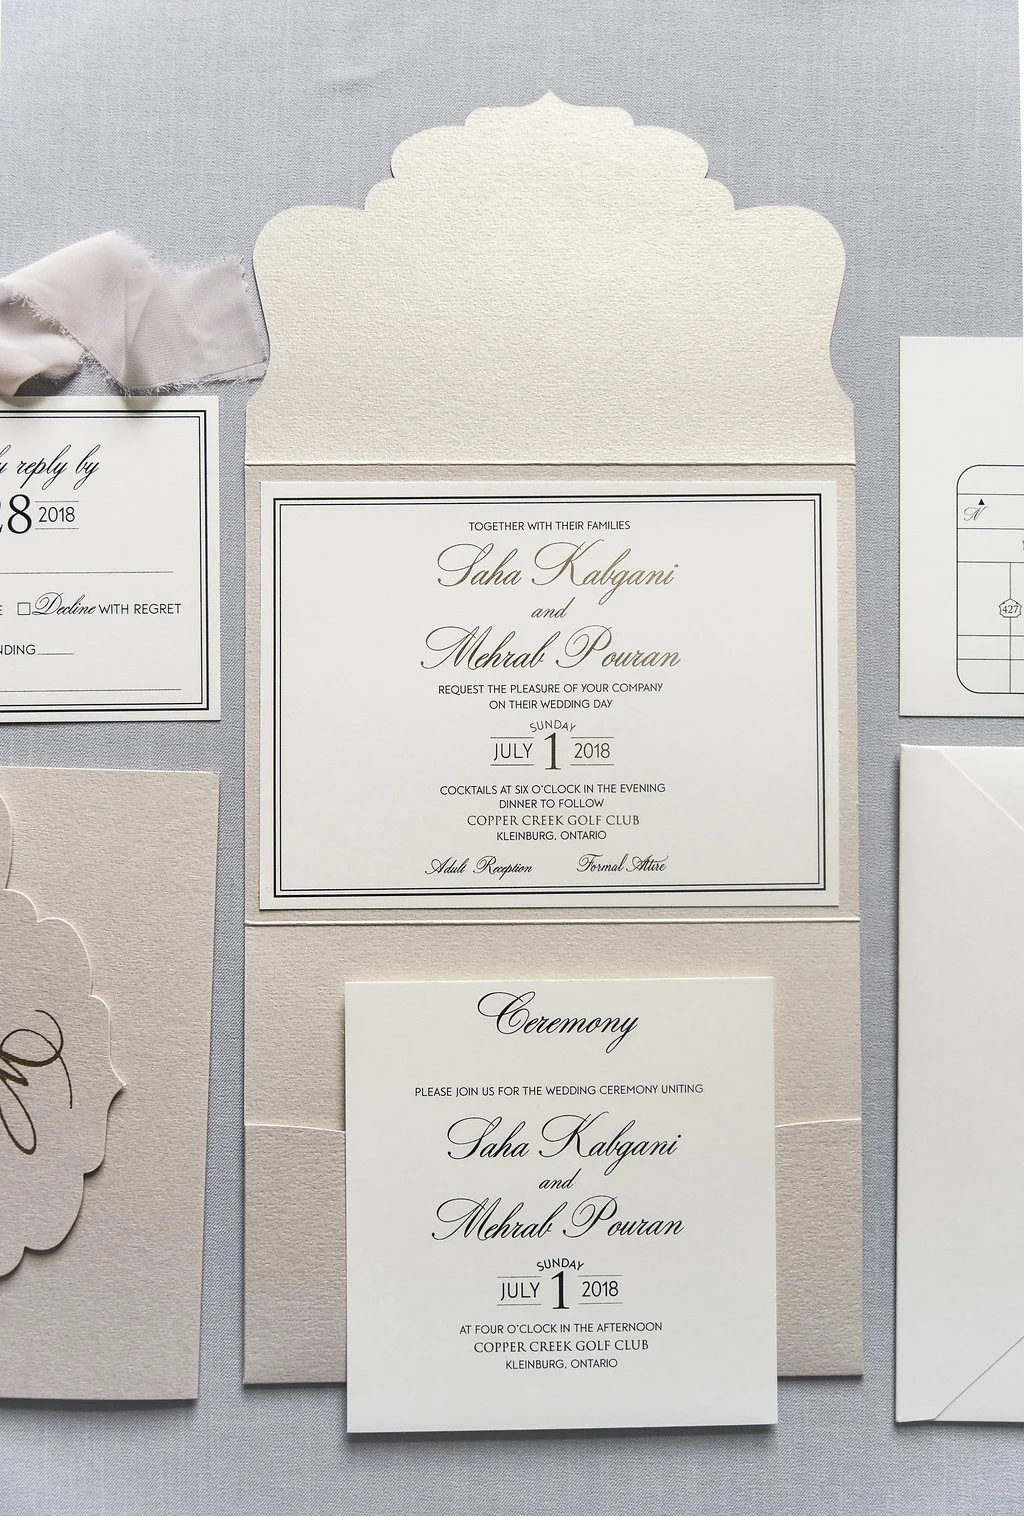 reply by
28 2018
Decline WITH REGRET
TOGETHER WITH THEIR FAMILIES
Saha Kabgani
and
Mehrab Pouran
REQUEST THE PLEASURE OF YOUR COMPANY
ON THEIR WEDDING DAY
SUNDAY
JULY 1 2018
COCKTAILS AT SIX O'CLOCK IN THE EVENING
DINNER TO FOLLOW
COPPER CREEK GOLF CLUB
KLEINBURG, ONTARIO
Adult Reception Formal Attire
Ceremony
PLEASE JOIN US FOR THE WEDDING CEREMONY UNITING
Saha Kabgani
and
Mehrab Pouran
SUNDAY
JULY 1 2018
AT FOUR O'CLOCK IN THE AFTERNOON
COPPER CREEK GOLF CLUB
KLEINBURG, ONTARIO
N
427